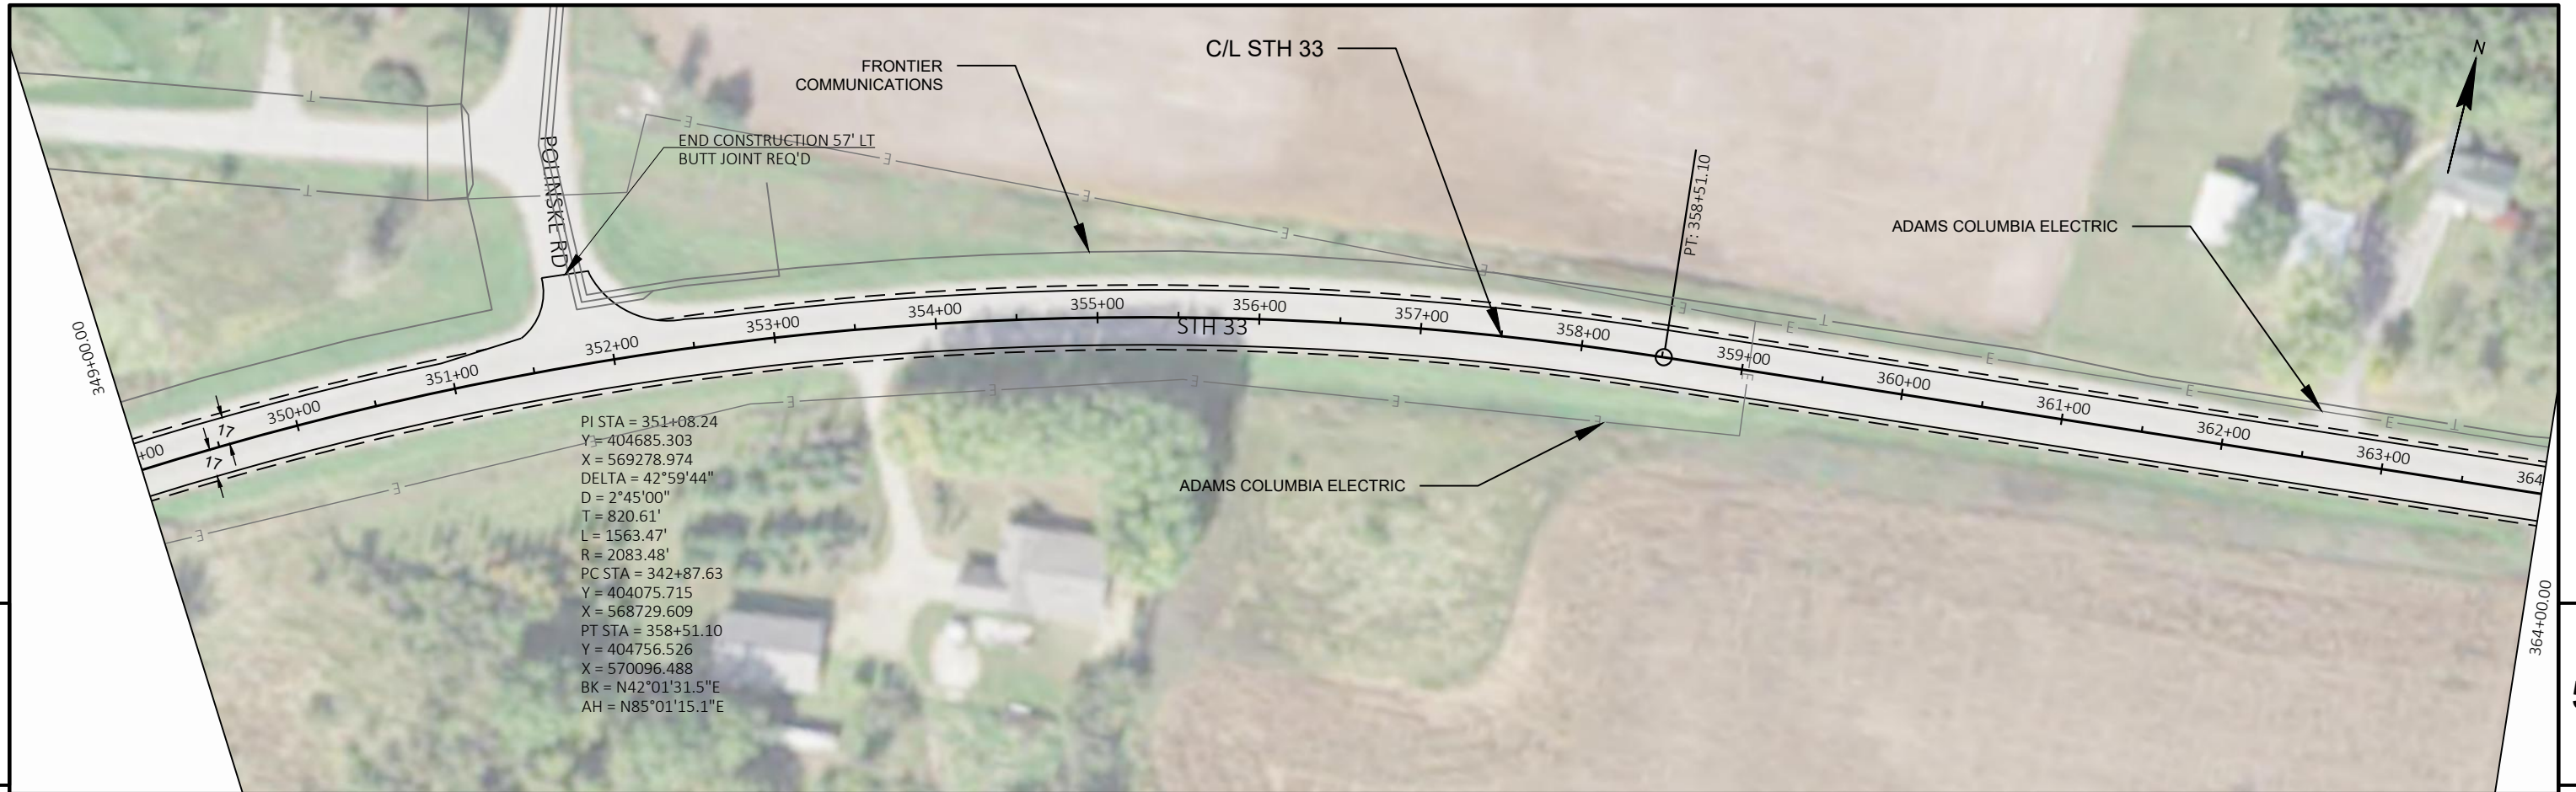 C/L STH 33
N
FRONTIER
COMMUNICATIONS
T
E
END CONSTRUCTION 57' LT
BUTT JOINT REQ'D
E
POLINSKE RD
PT: 358+51.10
E
T
ADAMS COLUMBIA ELECTRIC
E
E
E
T
E
349+00.00
+00
350+00
351+00
352+00
353+00
354+00
355+00
356+00
357+00
358+00
359+00
360+00
361+00
362+00
363+00
364
STH 33
E
E
E
T
E
17
17
E
E
E
E
E
E
E
E
ADAMS COLUMBIA ELECTRIC
PI STA = 351+08.24
Y = 404685.303
X = 569278.974
DELTA = 42°59'44"
D = 2°45'00"
T = 820.61'
L = 1563.47'
R = 2083.48'
PC STA = 342+87.63
Y = 404075.715
X = 568729.609
PT STA = 358+51.10
Y = 404756.526
X = 570096.488
BK = N42°01'31.5"E
AH = N85°01'15.1"E
364+00.00